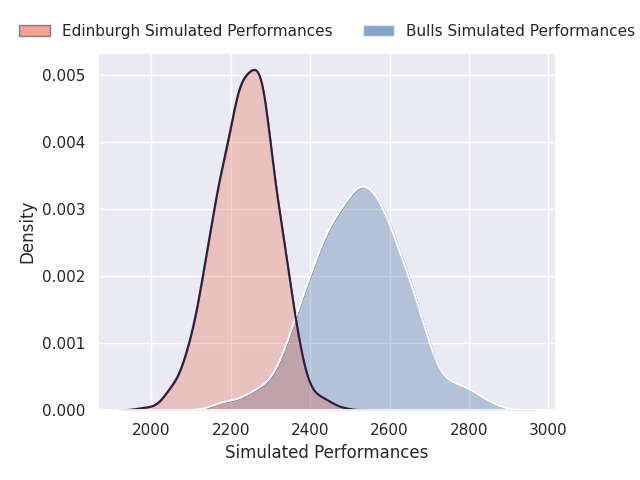 Edinburgh Simulated Performances Bulls Simulated Performances
0.005
0.004
0.003
0.002
0.001
0.000
Density
2000 2200 2400 2600 2800 3000
Simulated Performances